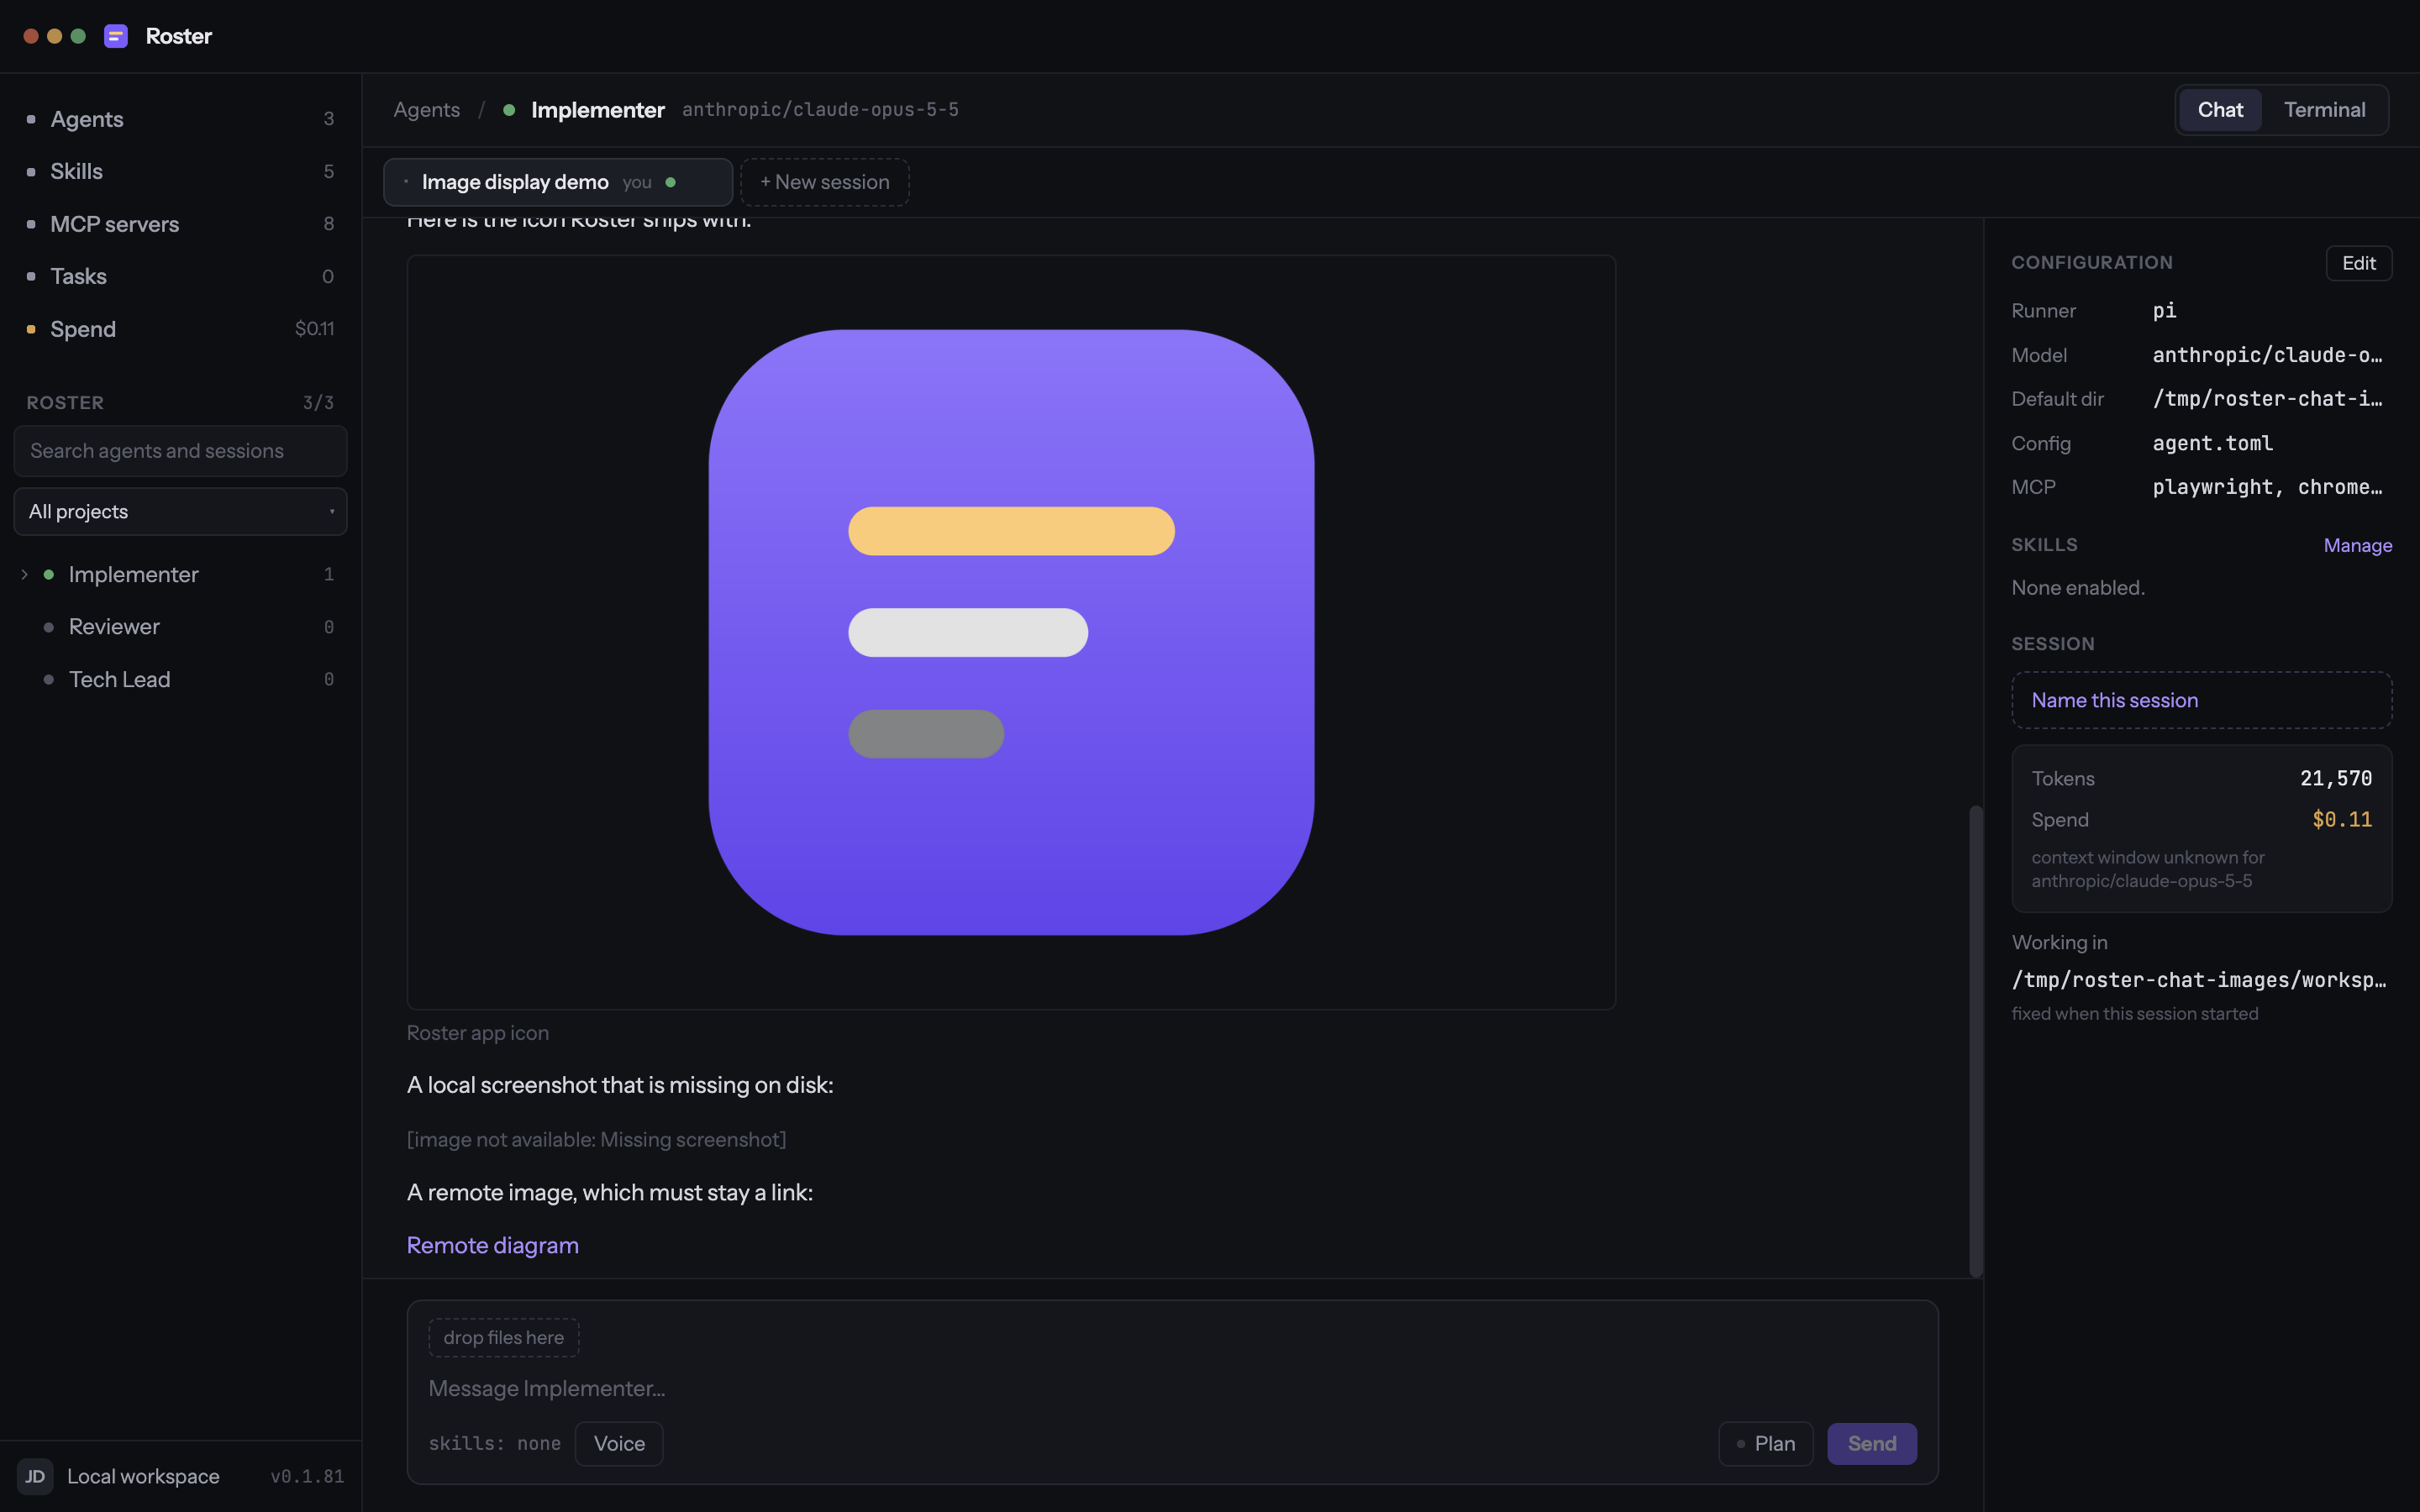 Roster
Agents 3
Skills 5
MCP servers 8
Tasks 0
Spend $0.11
ROSTER 3/3
Search agents and sessions
All projects
Implementer 1
Reviewer 0
Tech Lead 0
JD Local workspace v0.1.81
Agents / Implementer anthropic/claude-opus-5-5
Chat Terminal
Image display demo you
+ New session
Here is the icon Roster ships with.
Roster app icon
A local screenshot that is missing on disk:
[image not available: Missing screenshot]
A remote image, which must stay a link:
Remote diagram
drop files here
Message Implementer...
skills: none Voice
Plan Send
CONFIGURATION Edit
Runner pi
Model anthropic/claude-o…
Default dir /tmp/roster-chat-i…
Config agent.toml
MCP playwright, chrome…
SKILLS Manage
None enabled.
SESSION
Name this session
Tokens 21,570
Spend $0.11
context window unknown for
anthropic/claude-opus-5-5
Working in
/tmp/roster-chat-images/worksp…
fixed when this session started